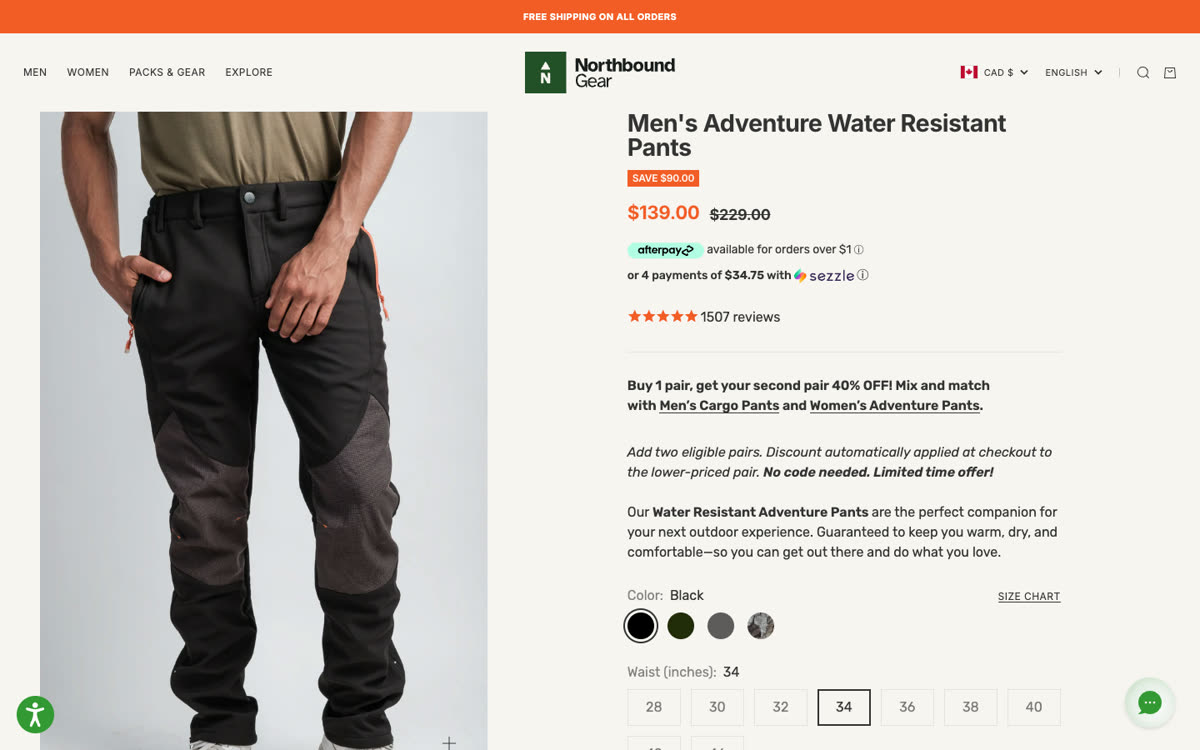 FREE SHIPPING ON ALL ORDERS
MEN WOMEN PACKS & GEAR EXPLORE
N
Northbound
Gear
CAD $ ENGLISH
Men's Adventure Water Resistant
Pants
SAVE $90.00
$139.00 $229.00
afterpay available for orders over $1 ⓘ
or 4 payments of $34.75 with sezzle ⓘ
★★★★★ 1507 reviews
Buy 1 pair, get your second pair 40% OFF! Mix and match
with Men’s Cargo Pants and Women’s Adventure Pants.
Add two eligible pairs. Discount automatically applied at checkout to
the lower-priced pair. No code needed. Limited time offer!
Our Water Resistant Adventure Pants are the perfect companion for
your next outdoor experience. Guaranteed to keep you warm, dry, and
comfortable—so you can get out there and do what you love.
Color: Black SIZE CHART
Waist (inches): 34
28 30 32 34 36 38 40